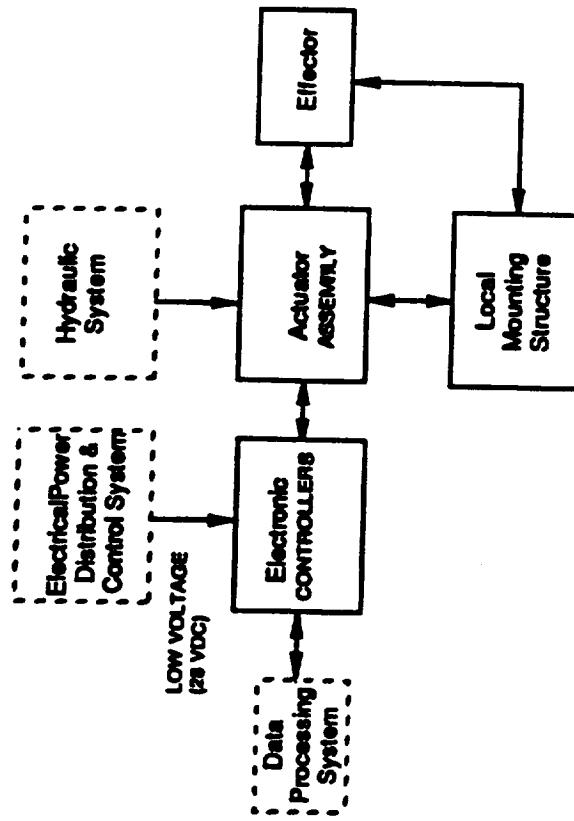 Hydraulic
System
ElectricalPower
Distribution &
Control System
LOW VOLTAGE
(28 VDC)
Data
Processing
System
Electronic
CONTROLLERS
Actuator
ASSEMBLY
Effector
Local
Mounting
Structure